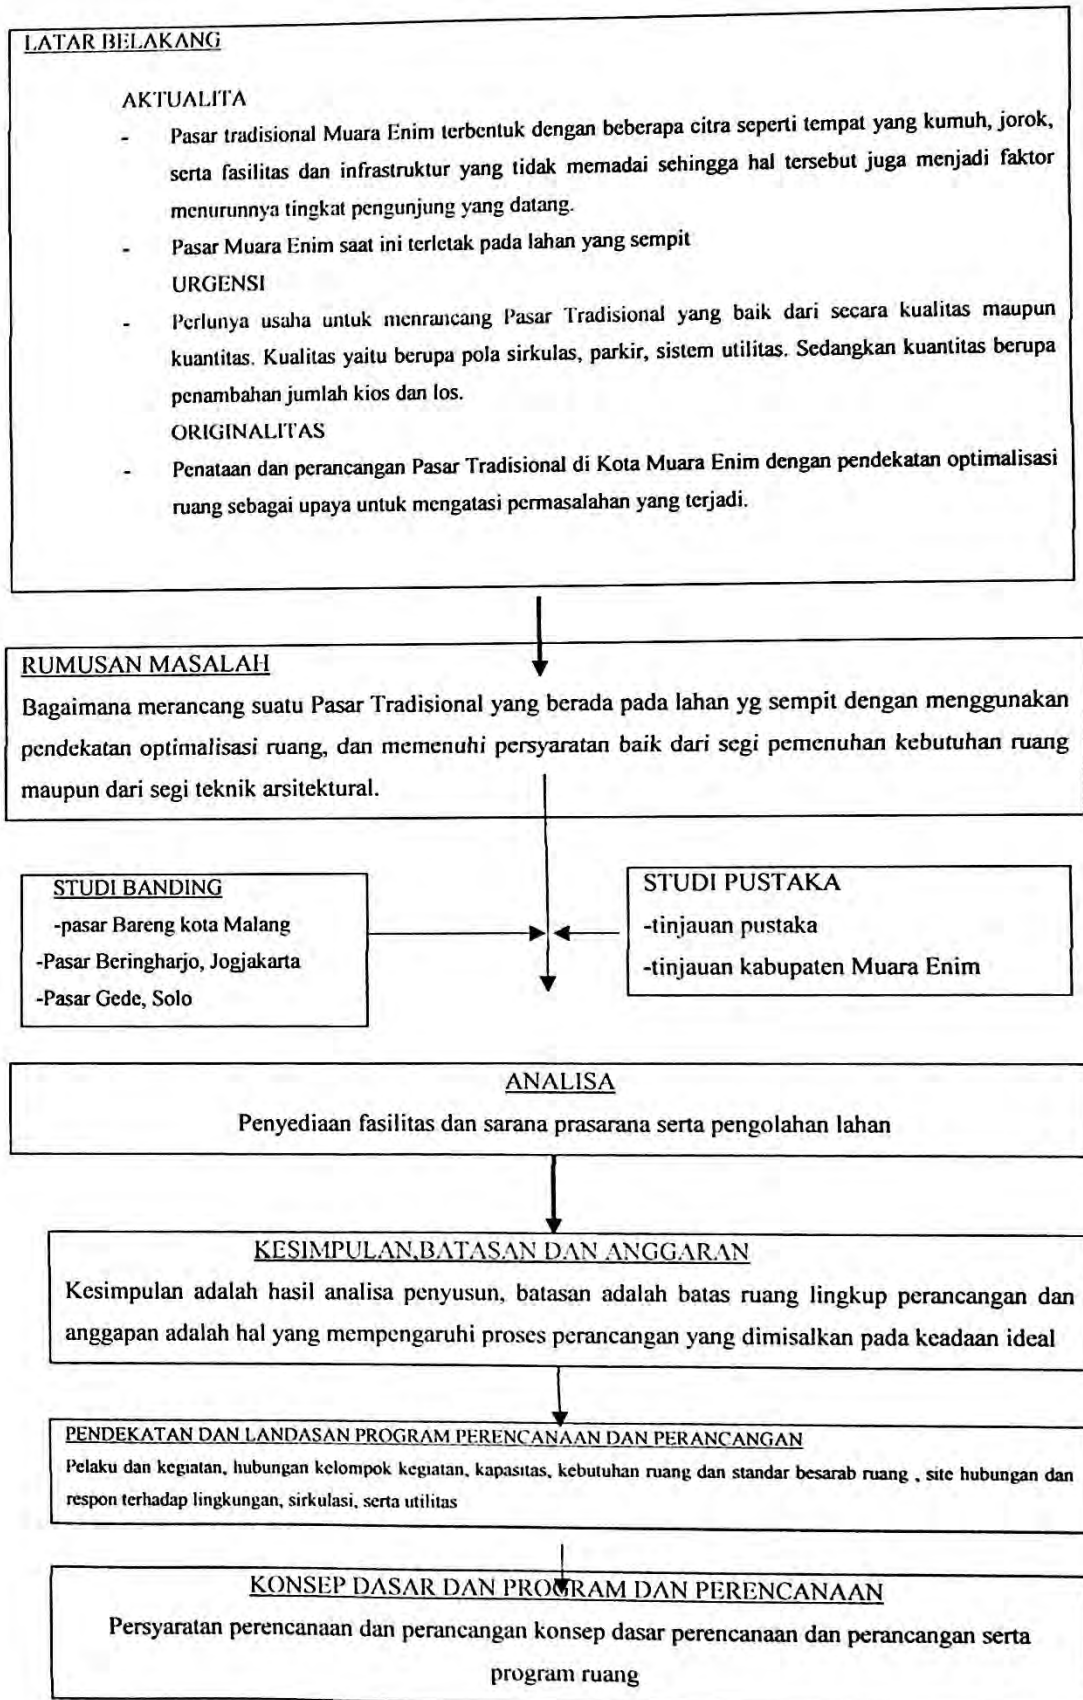 LATAR BELAKANG
AKTUALITA
- Pasar tradisional Muara Enim terbentuk dengan beberapa citra seperti tempat yang kumuh, jorok,
serta fasilitas dan infrastruktur yang tidak memadai sehingga hal tersebut juga menjadi faktor
menurunnya tingkat pengunjung yang datang.
- Pasar Muara Enim saat ini terletak pada lahan yang sempit
URGENSI
- Perlunya usaha untuk menrancang Pasar Tradisional yang baik dari secara kualitas maupun
kuantitas. Kualitas yaitu berupa pola sirkulas, parkir, sistem utilitas. Sedangkan kuantitas berupa
penambahan jumlah kios dan los.
ORIGINALITAS
- Penataan dan perancangan Pasar Tradisional di Kota Muara Enim dengan pendekatan optimalisasi
ruang sebagai upaya untuk mengatasi permasalahan yang terjadi.
RUMUSAN MASALAH
Bagaimana merancang suatu Pasar Tradisional yang berada pada lahan yg sempit dengan menggunakan
pendekatan optimalisasi ruang, dan memenuhi persyaratan baik dari segi pemenuhan kebutuhan ruang
maupun dari segi teknik arsitektural.
STUDI BANDING
-pasar Bareng kota Malang
-Pasar Beringharjo, Jogjakarta
-Pasar Gede, Solo
STUDI PUSTAKA
-tinjauan pustaka
-tinjauan kabupaten Muara Enim
ANALISA
Penyediaan fasilitas dan sarana prasarana serta pengolahan lahan
KESIMPULAN,BATASAN DAN ANGGARAN
Kesimpulan adalah hasil analisa penyusun, batasan adalah batas ruang lingkup perancangan dan
anggapan adalah hal yang mempengaruhi proses perancangan yang dimisalkan pada keadaan ideal
PENDEKATAN DAN LANDASAN PROGRAM PERENCANAAN DAN PERANCANGAN
Pelaku dan kegiatan, hubungan kelompok kegiatan, kapasitas, kebutuhan ruang dan standar besarab ruang , site hubungan dan
respon terhadap lingkungan, sirkulasi, serta utilitas
KONSEP DASAR DAN PROGRAM DAN PERENCANAAN
Persyaratan perencanaan dan perancangan konsep dasar perencanaan dan perancangan serta
program ruang